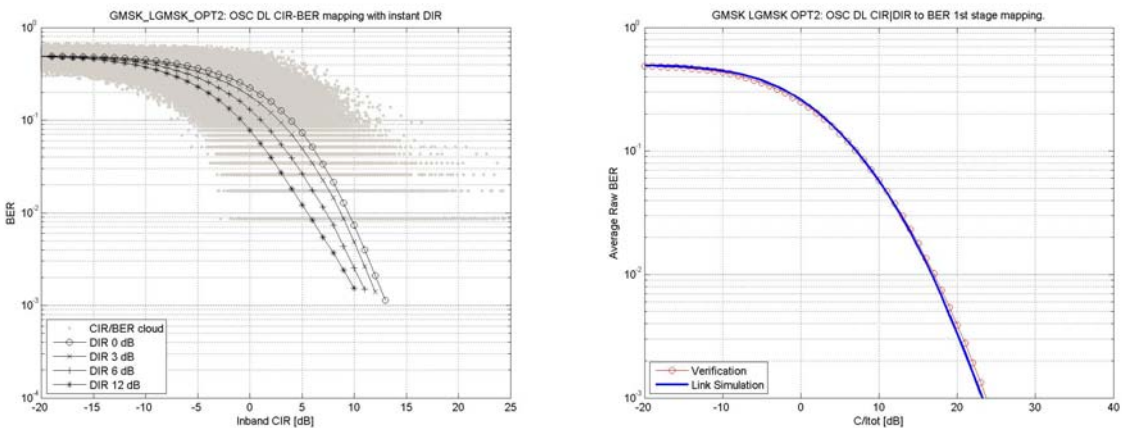 GMSK_LGMSK_OPT2: OSC DL CIR-BER mapping with instant DIR
10^0
10^-1
10^-2
10^-3
10^-4
BER
CIR/BER cloud
DIR 0 dB
DIR 3 dB
DIR 6 dB
DIR 12 dB
-20 -15 -10 -5 0 5 10 15 20 25
Inband CIR [dB]
GMSK LGMSK OPT2: OSC DL CIR|DIR to BER 1st stage mapping.
10^0
10^-1
10^-2
10^-3
Average Raw BER
Verification
Link Simulation
-20 -10 0 10 20 30 40
C/Itot [dB]